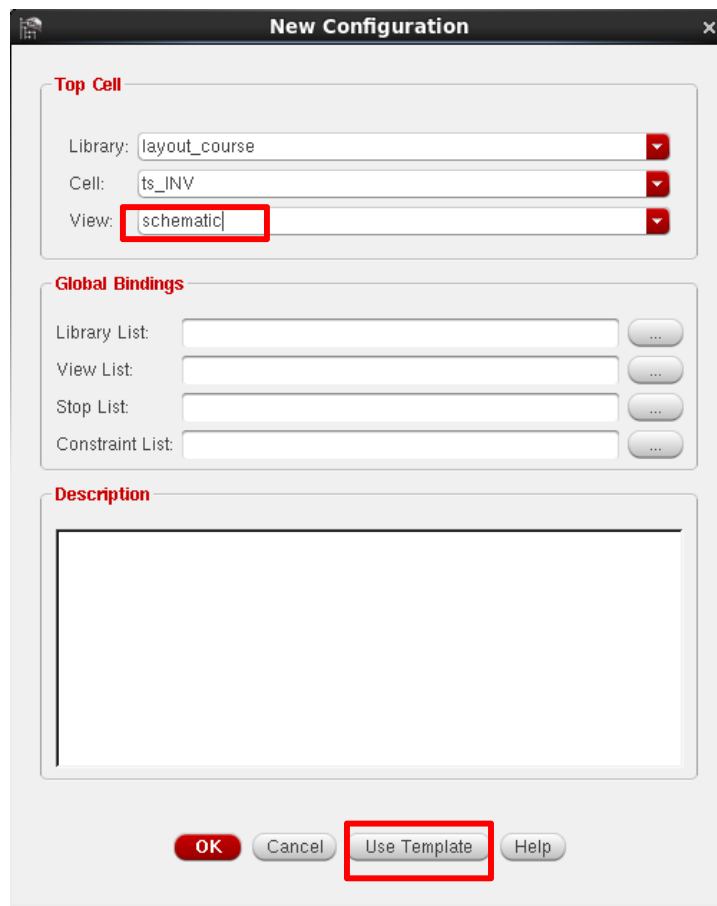 New Configuration
Top Cell
Library: layout_course
Cell: ts_INV
View: schematic
Global Bindings
Library List: ...
View List: ...
Stop List: ...
Constraint List: ...
Description
OK Cancel Use Template Help